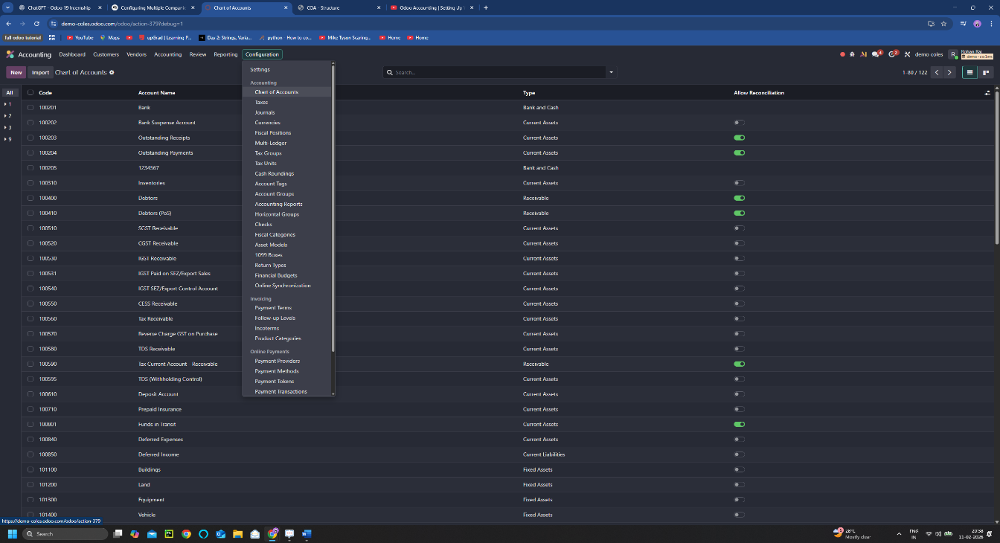 ChatGPT - Odoo 19 Internship
Configuring Multiple Compani
Chart of Accounts
COA - Structure
Odoo Accounting | Setting Up
demo-coles.odoo.com/odoo/action-379?debug=1
full odoo tutorial
YouTube
Maps
upGrad | Learning P...
Day 2: Strings, Varia...
python - How to co...
Mike Tyson Scaring...
Home
Home
Accounting
Dashboard
Customers
Vendors
Accounting
Review
Reporting
Configuration
4
2
demo coles
R
Rohan Raj
demo-coles
New
Import
Chart of Accounts
Search...
1-80 / 122
All
1
2
3
9
Code
Account Name
Type
Allow Reconciliation
100201 Bank Bank and Cash
100202 Bank Suspense Account Current Assets
100203 Outstanding Receipts Current Assets
100204 Outstanding Payments Current Assets
100205 1234567 Bank and Cash
100310 Inventories Current Assets
100400 Debtors Receivable
100410 Debtors (PoS) Receivable
100510 SGST Receivable Current Assets
100520 CGST Receivable Current Assets
100530 IGST Receivable Current Assets
100531 IGST Paid on SEZ/Export Sales Current Assets
100540 IGST SEZ/Export Control Account Current Assets
100550 CESS Receivable Current Assets
100560 Tax Receivable Current Assets
100570 Reverse Charge GST on Purchase Current Assets
100580 TDS Receivable Current Assets
100590 Tax Current Account - Receivable Receivable
100595 TDS (Withholding Control) Current Assets
100610 Deposit Account Current Assets
100710 Prepaid Insurance Current Assets
100801 Funds in Transit Current Assets
100840 Deferred Expenses Current Assets
100850 Deferred Income Current Liabilities
101100 Buildings Fixed Assets
101200 Land Fixed Assets
101300 Equipment Fixed Assets
101400 Vehicle Fixed Assets
Settings
Accounting
Chart of Accounts
Taxes
Journals
Currencies
Fiscal Positions
Multi-Ledger
Tax Groups
Tax Units
Cash Roundings
Account Tags
Account Groups
Accounting Reports
Horizontal Groups
Checks
Fiscal Categories
Asset Models
1099 Boxes
Return Types
Financial Budgets
Online Synchronization
Invoicing
Payment Terms
Follow-up Levels
Incoterms
Product Categories
Online Payments
Payment Providers
Payment Methods
Payment Tokens
Payment Transactions
https://demo-coles.odoo.com/odoo/action-379
Search
28°C
Mostly clear
ENG
IN
20:38
11-02-2026